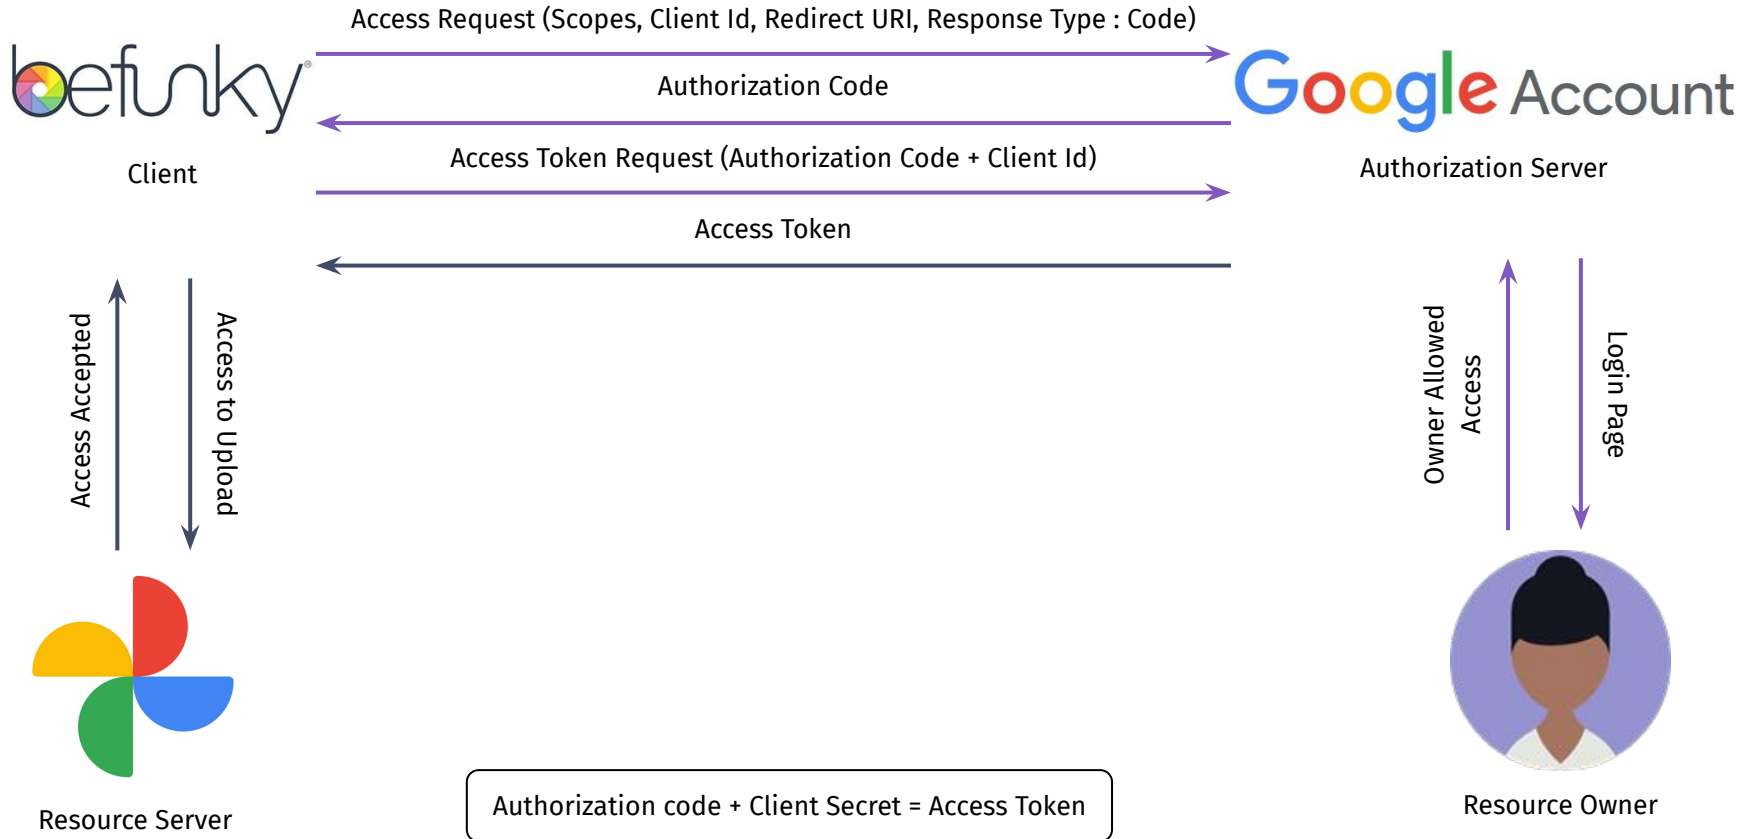 Access Request (Scopes, Client Id, Redirect URI, Response Type : Code)
befunky®
Google Account
Authorization Code
Access Token Request (Authorization Code + Client Id)
Client
Authorization Server
Access Token
Access Accepted
Access to Upload
Owner Allowed
Access
Login Page
Authorization code + Client Secret = Access Token
Resource Server
Resource Owner